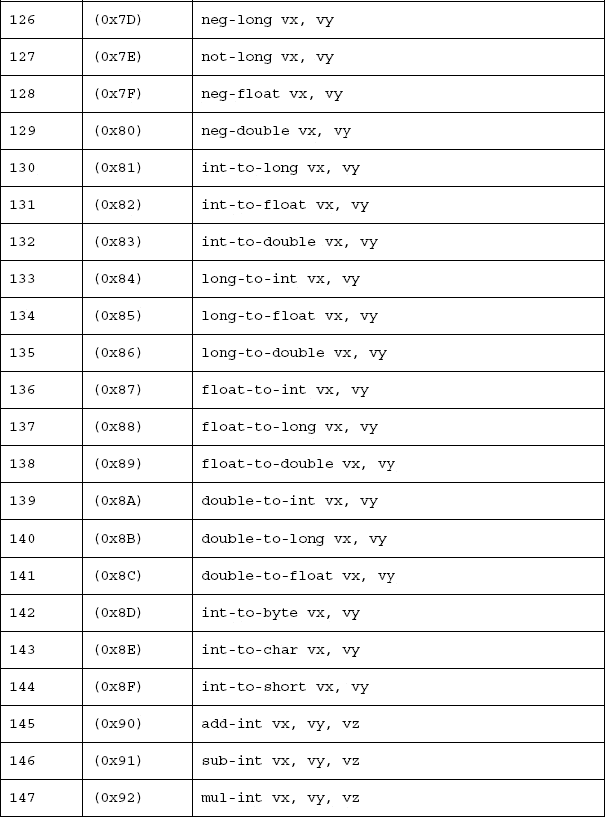 126 (0x7D) neg-long vx, vy
127 (0x7E) not-long vx, vy
128 (0x7F) neg-float vx, vy
129 (0x80) neg-double vx, vy
130 (0x81) int-to-long vx, vy
131 (0x82) int-to-float vx, vy
132 (0x83) int-to-double vx, vy
133 (0x84) long-to-int vx, vy
134 (0x85) long-to-float vx, vy
135 (0x86) long-to-double vx, vy
136 (0x87) float-to-int vx, vy
137 (0x88) float-to-long vx, vy
138 (0x89) float-to-double vx, vy
139 (0x8A) double-to-int vx, vy
140 (0x8B) double-to-long vx, vy
141 (0x8C) double-to-float vx, vy
142 (0x8D) int-to-byte vx, vy
143 (0x8E) int-to-char vx, vy
144 (0x8F) int-to-short vx, vy
145 (0x90) add-int vx, vy, vz
146 (0x91) sub-int vx, vy, vz
147 (0x92) mul-int vx, vy, vz